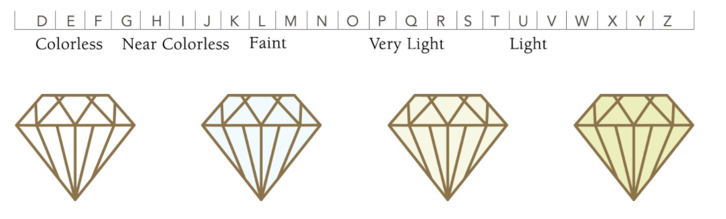 D E F G H I J K L M N O P Q R S T U V W X Y Z
Colorless Near Colorless Faint Very Light Light